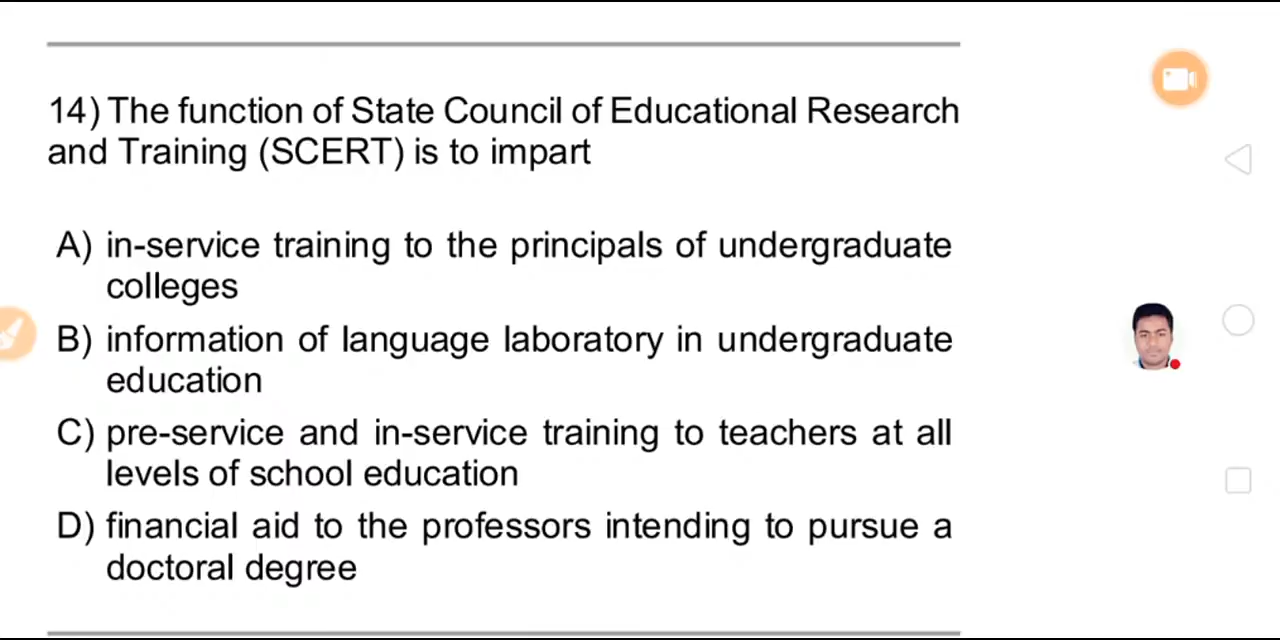 14) The function of State Council of Educational Research
and Training (SCERT) is to impart
A) in-service training to the principals of undergraduate
colleges
B) information of language laboratory in undergraduate
education
C) pre-service and in-service training to teachers at all
levels of school education
D) financial aid to the professors intending to pursue a
doctoral degree